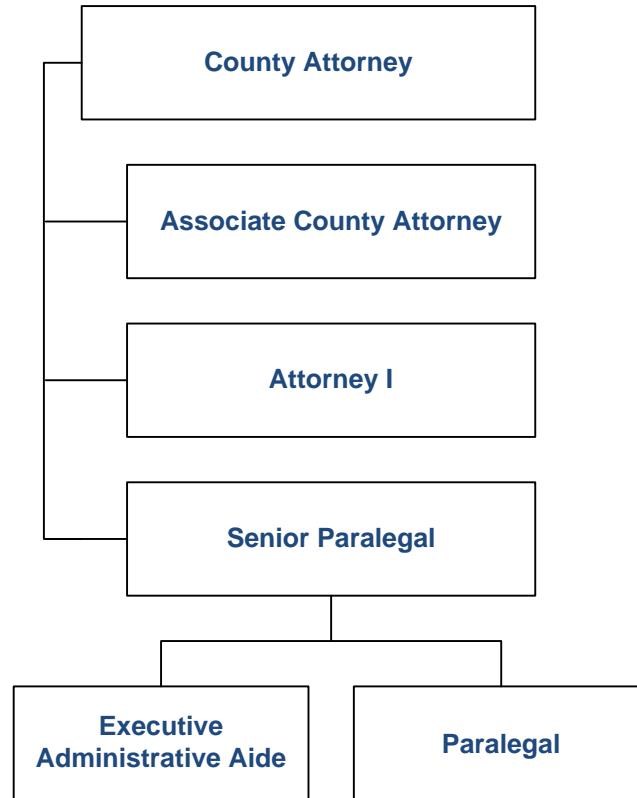 County Attorney
Associate County Attorney
Attorney I
Senior Paralegal
Executive
Administrative Aide
Paralegal